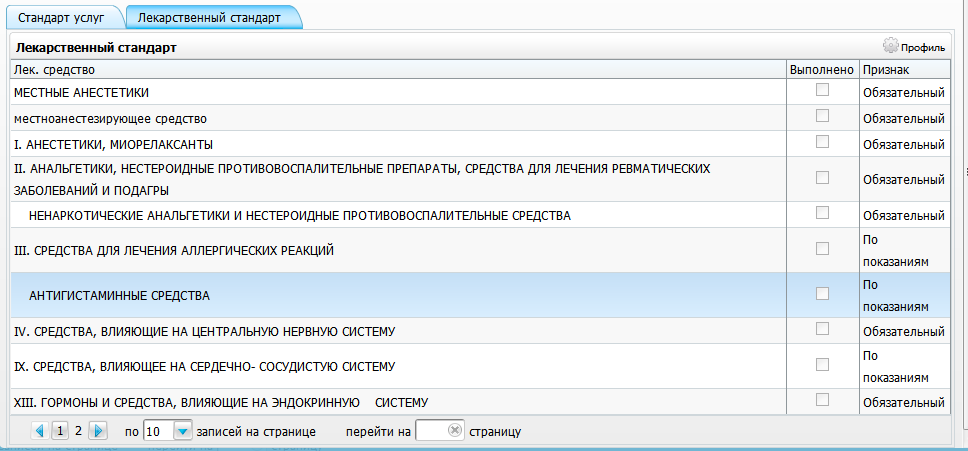 Стандарт услуг Лекарственный стандарт
Лекарственный стандарт Профиль
Лек. средство Выполнено Признак
МЕСТНЫЕ АНЕСТЕТИКИ Обязательный
местноанестезирующее средство Обязательный
I. АНЕСТЕТИКИ, МИОРЕЛАКСАНТЫ Обязательный
II. АНАЛЬГЕТИКИ, НЕСТЕРОИДНЫЕ ПРОТИВОВОСПАЛИТЕЛЬНЫЕ ПРЕПАРАТЫ, СРЕДСТВА ДЛЯ ЛЕЧЕНИЯ РЕВМАТИЧЕСКИХ
ЗАБОЛЕВАНИЙ И ПОДАГРЫ
Обязательный
НЕНАРКОТИЧЕСКИЕ АНАЛЬГЕТИКИ И НЕСТЕРОИДНЫЕ ПРОТИВОВОСПАЛИТЕЛЬНЫЕ СРЕДСТВА Обязательный
III. СРЕДСТВА ДЛЯ ЛЕЧЕНИЯ АЛЛЕРГИЧЕСКИХ РЕАКЦИЙ
По
показаниям
АНТИГИСТАМИННЫЕ СРЕДСТВА
По
показаниям
IV. СРЕДСТВА, ВЛИЯЮЩИЕ НА ЦЕНТРАЛЬНУЮ НЕРВНУЮ СИСТЕМУ Обязательный
IX. СРЕДСТВА, ВЛИЯЮЩЕЕ НА СЕРДЕЧНО- СОСУДИСТУЮ СИСТЕМУ
По
показаниям
XIII. ГОРМОНЫ И СРЕДСТВА, ВЛИЯЮЩИЕ НА ЭНДОКРИННУЮ СИСТЕМУ Обязательный
1 2 по 10 записей на странице перейти на страницу